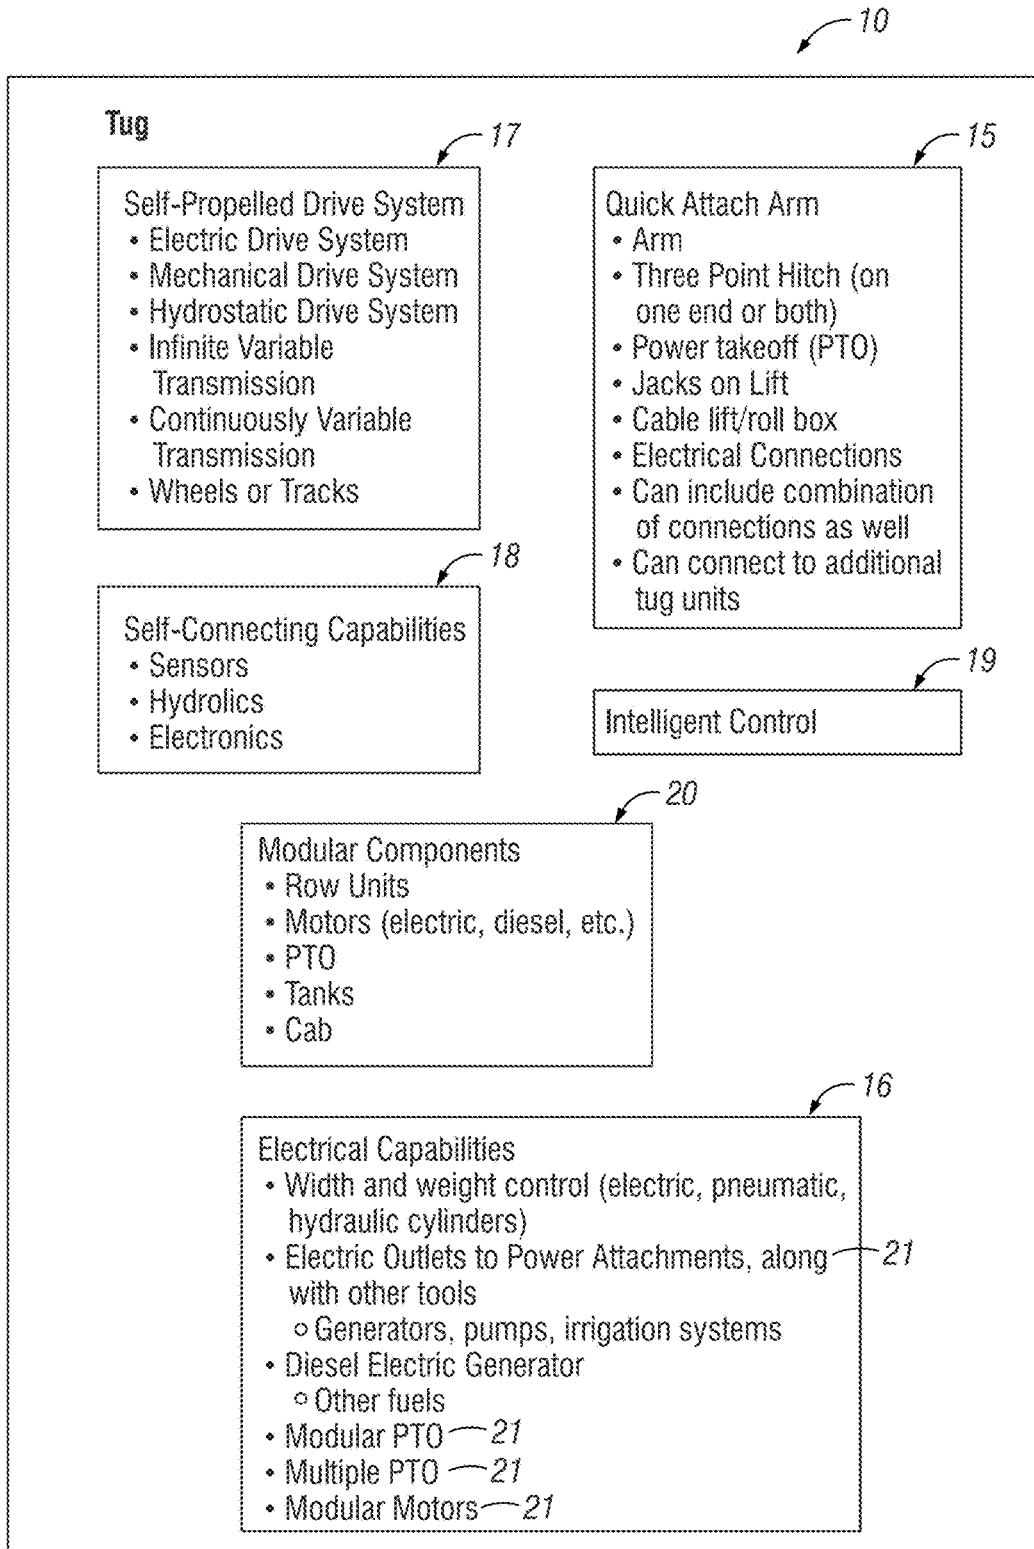 10
Tug
17
Self-Propelled Drive System
• Electric Drive System
• Mechanical Drive System
• Hydrostatic Drive System
• Infinite Variable
Transmission
• Continuously Variable
Transmission
• Wheels or Tracks
15
Quick Attach Arm
• Arm
• Three Point Hitch (on
one end or both)
• Power takeoff (PTO)
• Jacks on Lift
• Cable lift/roll box
• Electrical Connections
• Can include combination
of connections as well
• Can connect to additional
tug units
18
Self-Connecting Capabilities
• Sensors
• Hydrolics
• Electronics
19
Intelligent Control
20
Modular Components
• Row Units
• Motors (electric, diesel, etc.)
• PTO
• Tanks
• Cab
16
Electrical Capabilities
• Width and weight control (electric, pneumatic,
hydraulic cylinders)
• Electric Outlets to Power Attachments, along 21
with other tools
o Generators, pumps, irrigation systems
• Diesel Electric Generator
o Other fuels
• Modular PTO 21
• Multiple PTO 21
• Modular Motors 21